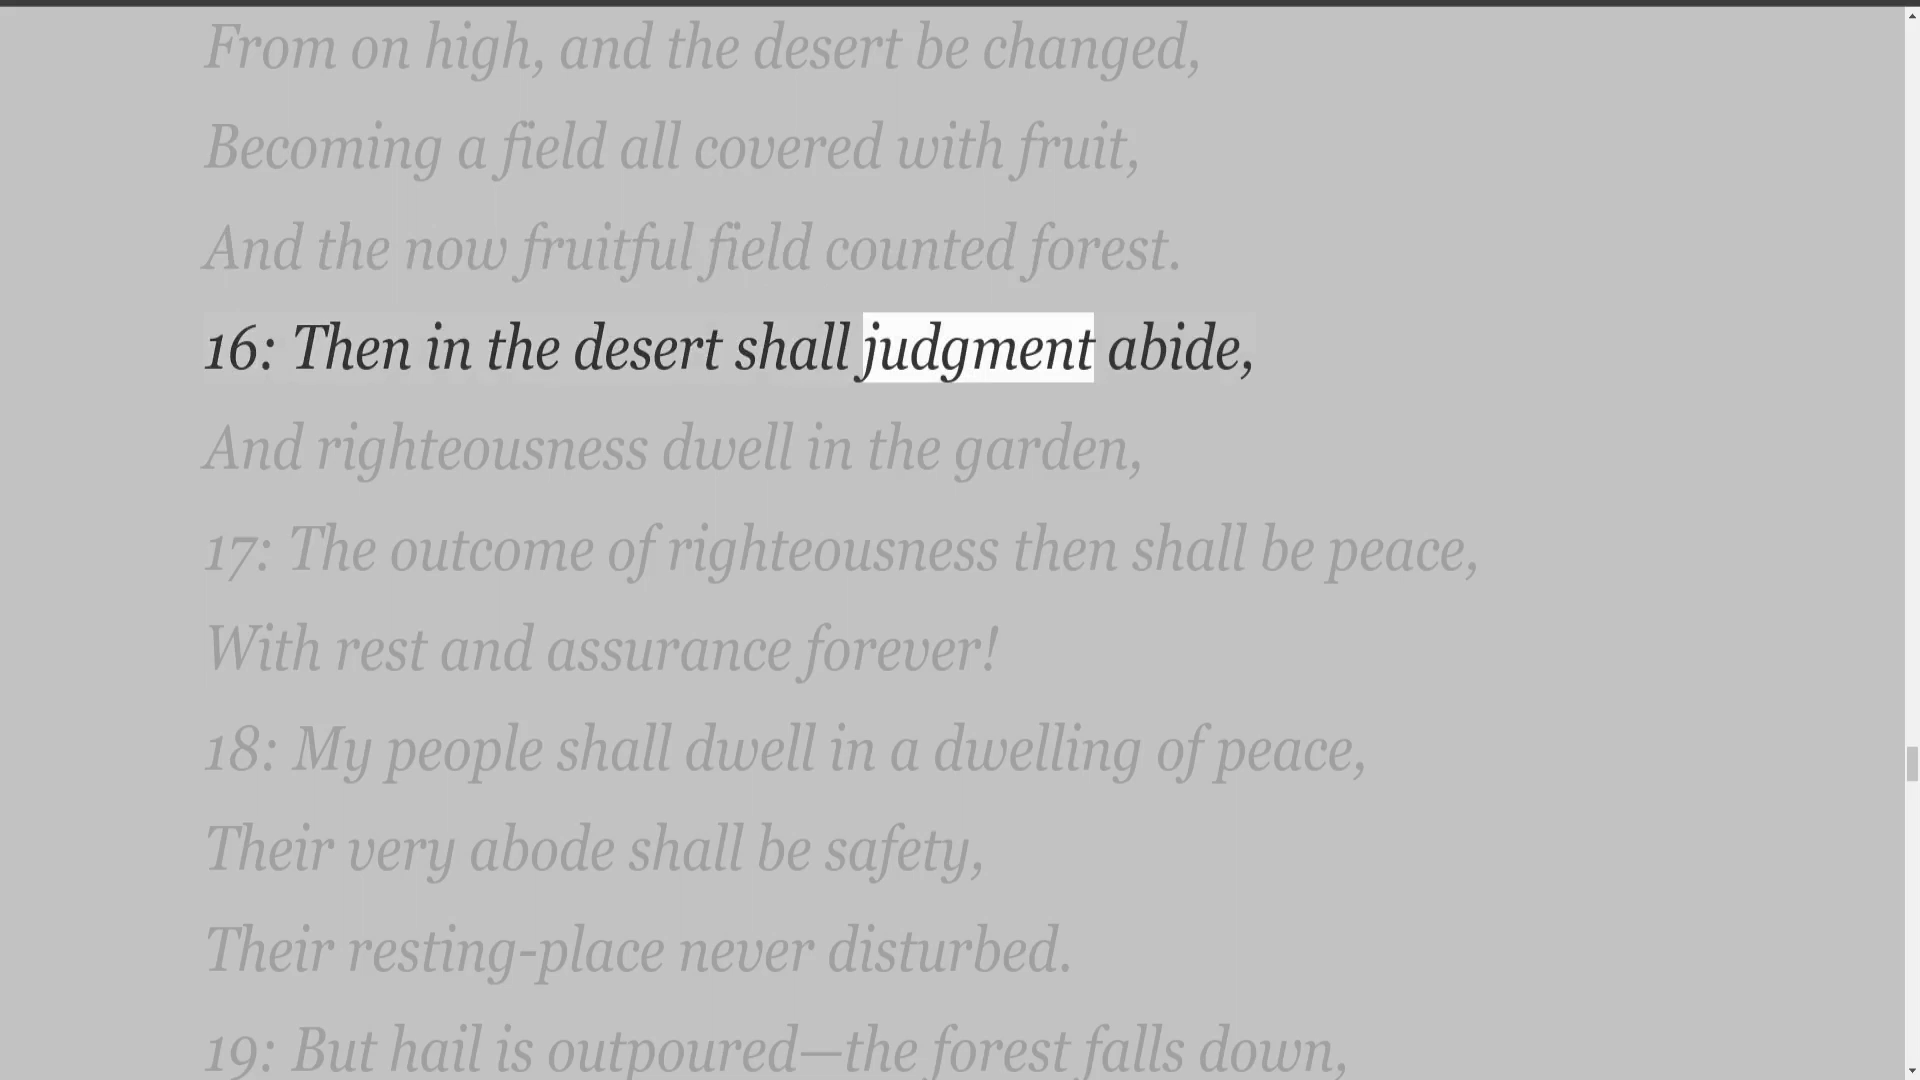 From on high, and the desert be changed,
Becoming a field all covered with fruit,
And the now fruitful field counted forest.
16: Then in the desert shall judgment abide,
And righteousness dwell in the garden,
17: The outcome of righteousness then shall be peace,
With rest and assurance forever!
18: My people shall dwell in a dwelling of peace,
Their very abode shall be safety,
Their resting-place never disturbed.
19: But hail is outpoured—the forest falls down,